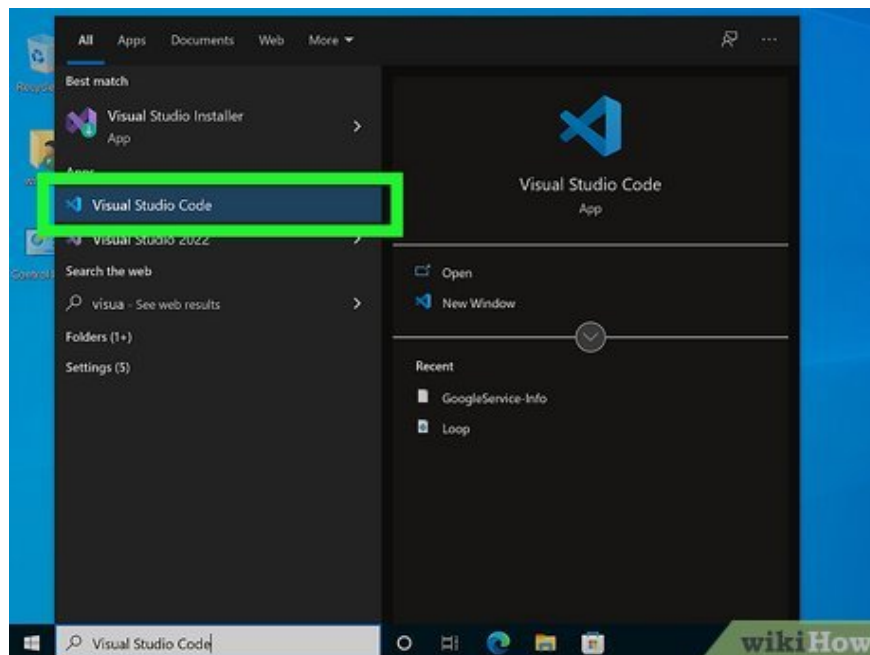 All Apps Documents Web More
Best match
Visual Studio Installer
App
Apps
Visual Studio Code
Visual Studio 2022
Search the web
visua - See web results
Folders (1+)
Settings (5)
Visual Studio Code
App
Open
New Window
Recent
GoogleService-Info
Loop
Visual Studio Code
wikiHow